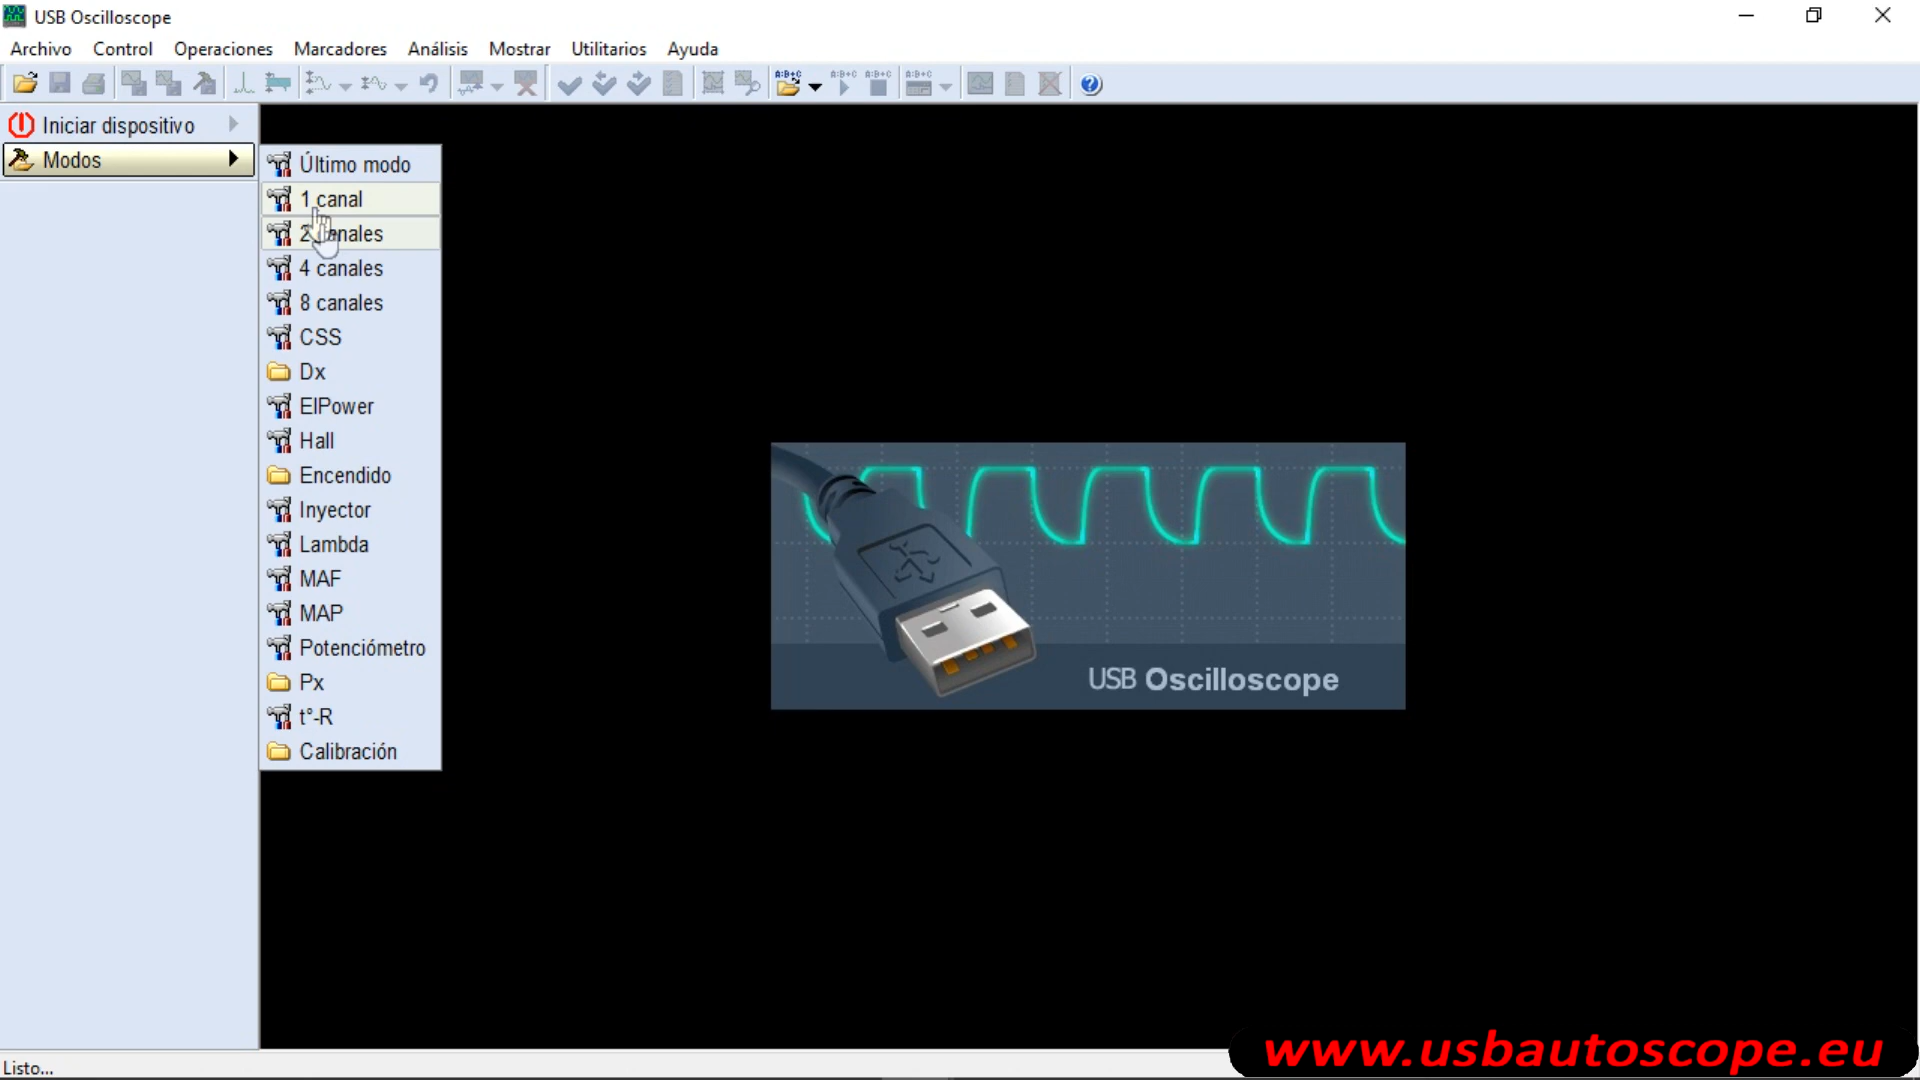 USB Oscilloscope
Archivo Control Operaciones Marcadores Análisis Mostrar Utilitarios Ayuda
A:B+C A:B+C A:B+C A:B+C
Iniciar dispositivo
Modos
Último modo
1 canal
2 canales
4 canales
8 canales
CSS
Dx
ElPower
Hall
Encendido
Inyector
Lambda
MAF
MAP
Potenciómetro
Px
t°-R
Calibración
USB Oscilloscope
www.usbautoscope.eu
Listo...